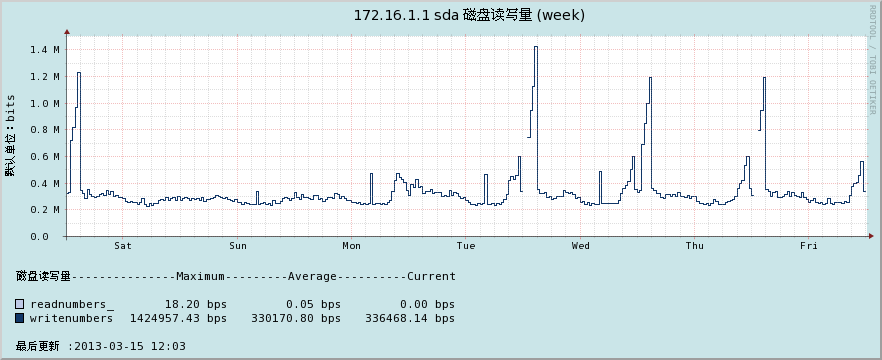 172.16.1.1 sda 磁盘读写量 (week)
RRDTOOL / TOBI OETIKER
默认单位：bits
1.4 M
1.2 M
1.0 M
0.8 M
0.6 M
0.4 M
0.2 M
0.0
Sat Sun Mon Tue Wed Thu Fri
磁盘读写量---------------Maximum---------Average----------Current
readnumbers_ 18.20 bps 0.05 bps 0.00 bps
writenumbers 1424957.43 bps 330170.80 bps 336468.14 bps
最后更新 :2013-03-15 12:03